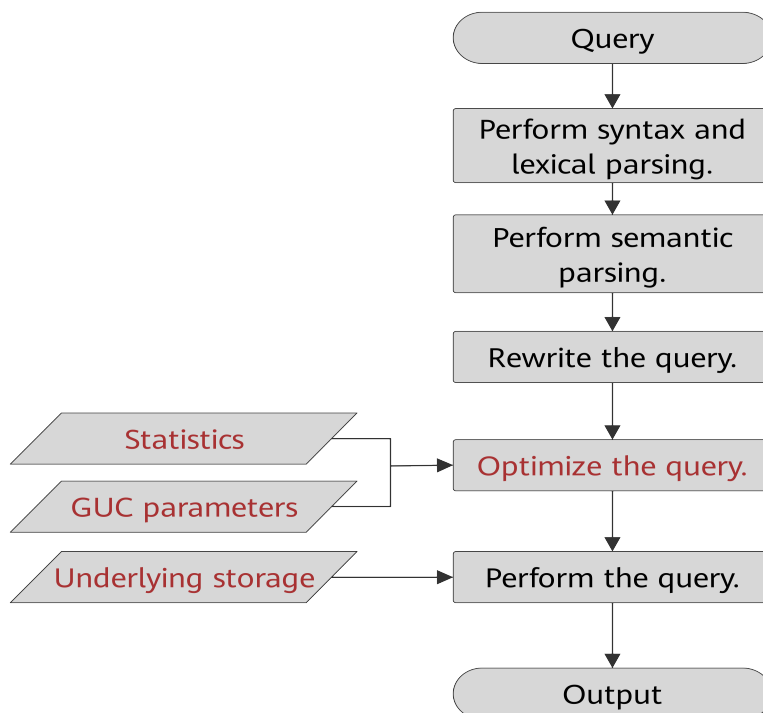 Query
Perform syntax and
lexical parsing.
Perform semantic
parsing.
Rewrite the query.
Statistics
Optimize the query.
GUC parameters
Underlying storage
Perform the query.
Output